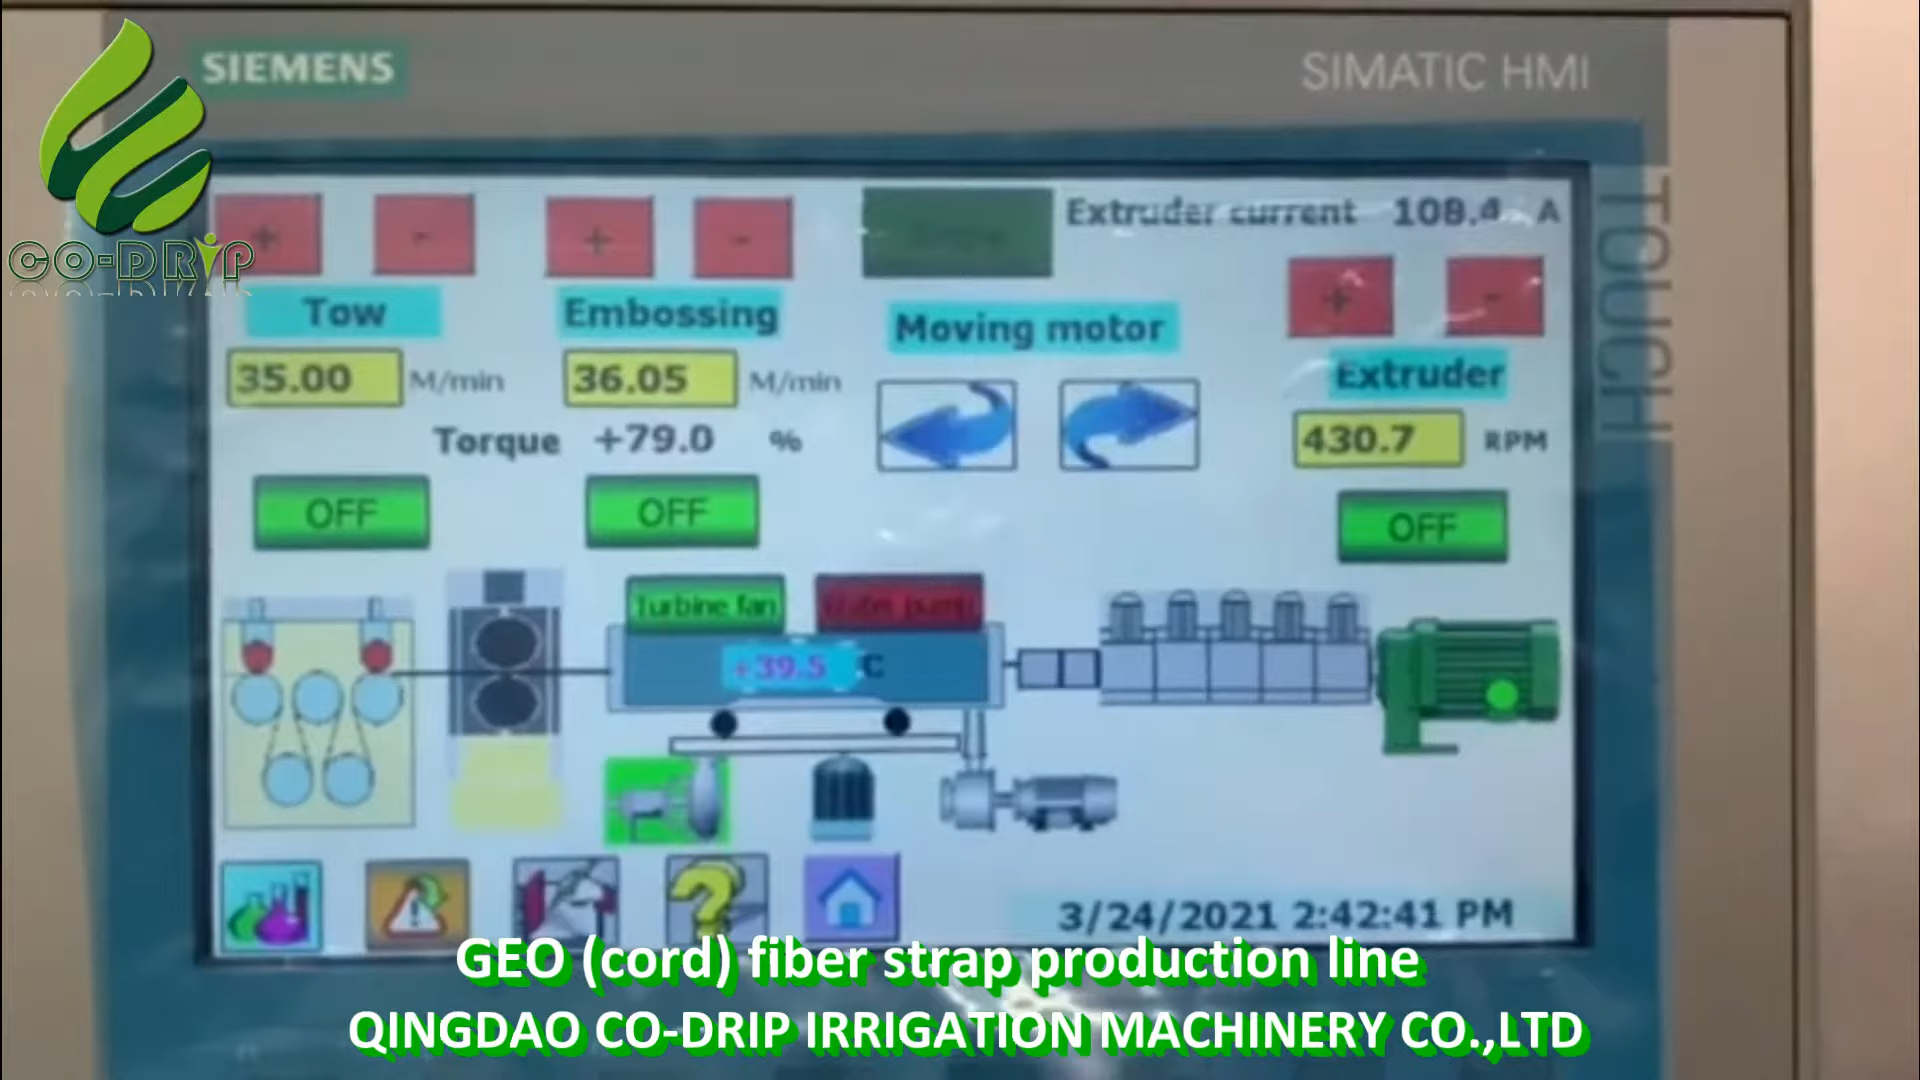 SIEMENS
SIMATIC HMI
TOUCH
CO-DRIP
+ - + -
Extruder current 108.4 A
+ -
Tow
Embossing
Moving motor
Extruder
35.00 M/min
36.05 M/min
430.7 RPM
Torque +79.0 %
OFF
OFF
OFF
Turbine fan
Water pump
+39.5 °C
3/24/2021 2:42:41 PM
GEO (cord) fiber strap production line
QINGDAO CO-DRIP IRRIGATION MACHINERY CO.,LTD